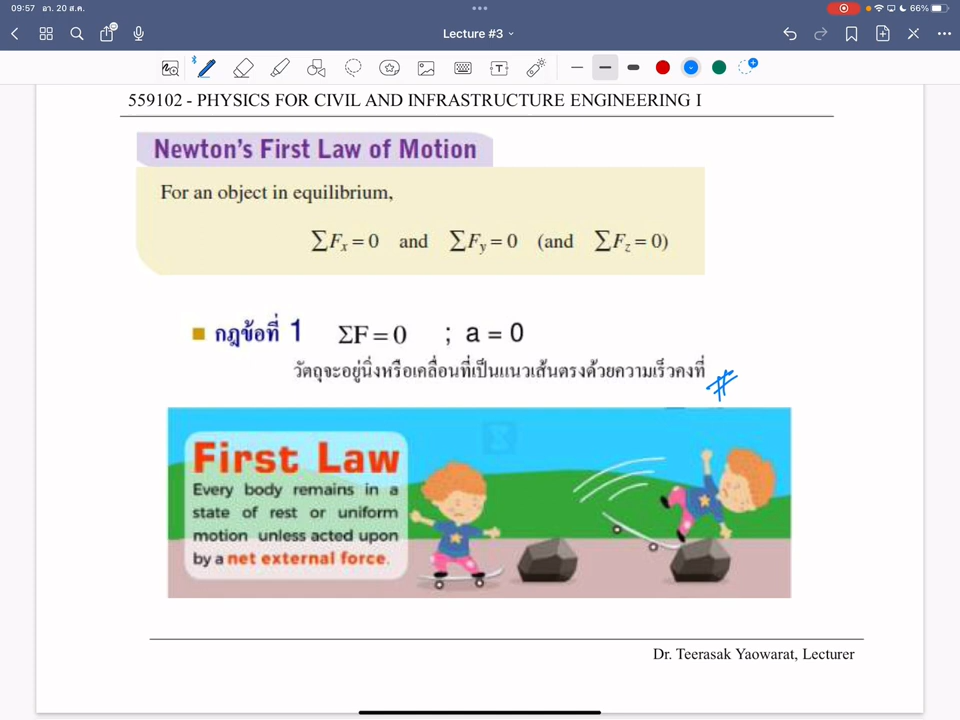 09:57 อา. 20 ส.ค.
66%
Lecture #3
559102 - PHYSICS FOR CIVIL AND INFRASTRUCTURE ENGINEERING I
Newton's First Law of Motion
For an object in equilibrium,
∑Fx = 0 and ∑Fy = 0 (and ∑Fz = 0)
กฎข้อที่ 1 ΣF = 0 ; a = 0
วัตถุจะอยู่นิ่งหรือเคลื่อนที่เป็นแนวเส้นตรงด้วยความเร็วคงที่ #
First Law
Every body remains in a
state of rest or uniform
motion unless acted upon
by a net external force.
Dr. Teerasak Yaowarat, Lecturer